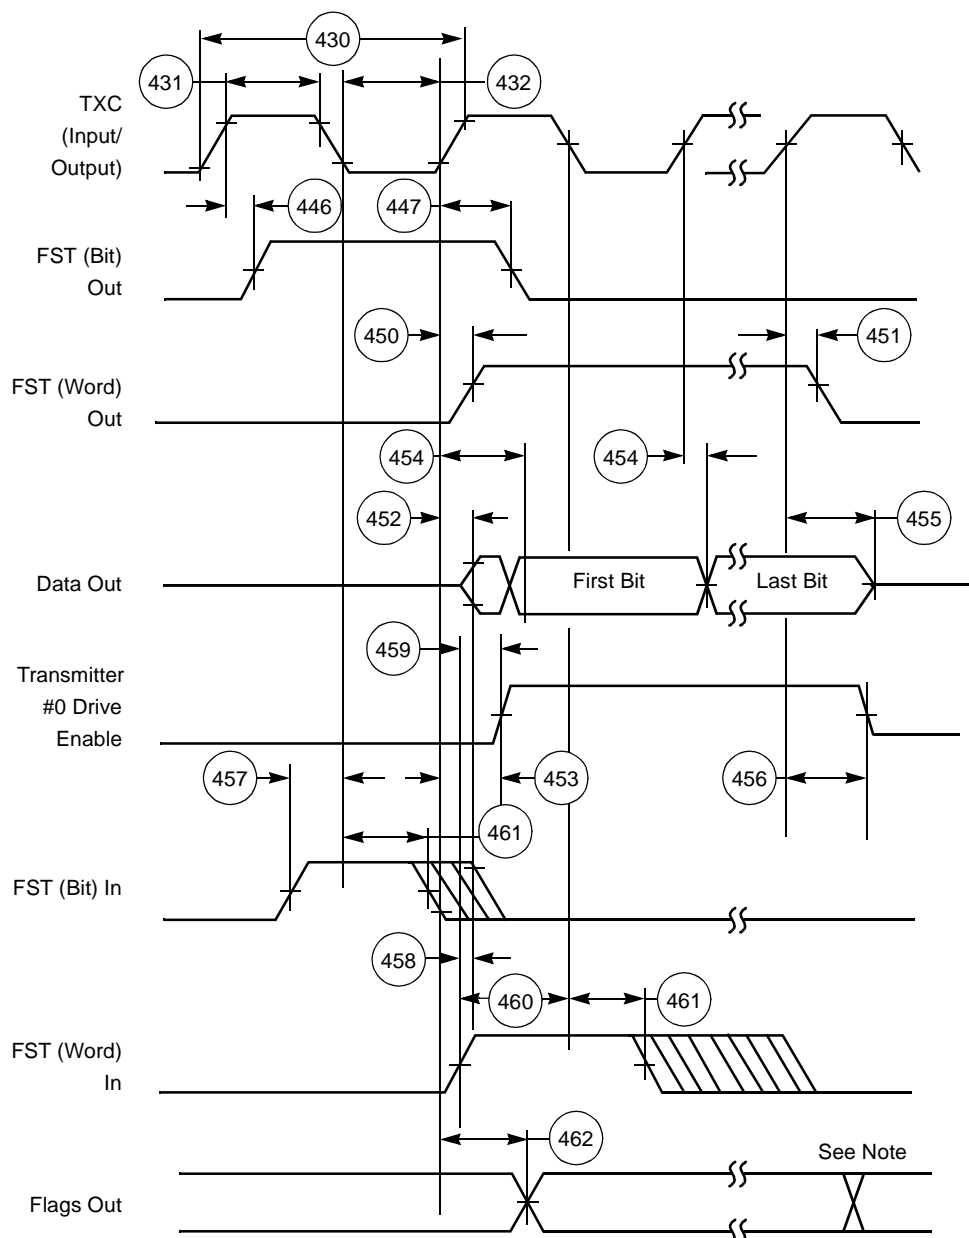 430
431
432
TXC
(Input/
Output)
446
447
FST (Bit)
Out
450
451
FST (Word)
Out
454
454
452
455
Data Out
First Bit
Last Bit
459
Transmitter
#0 Drive
Enable
457
453
456
461
FST (Bit) In
458
460
461
FST (Word)
In
462
See Note
Flags Out